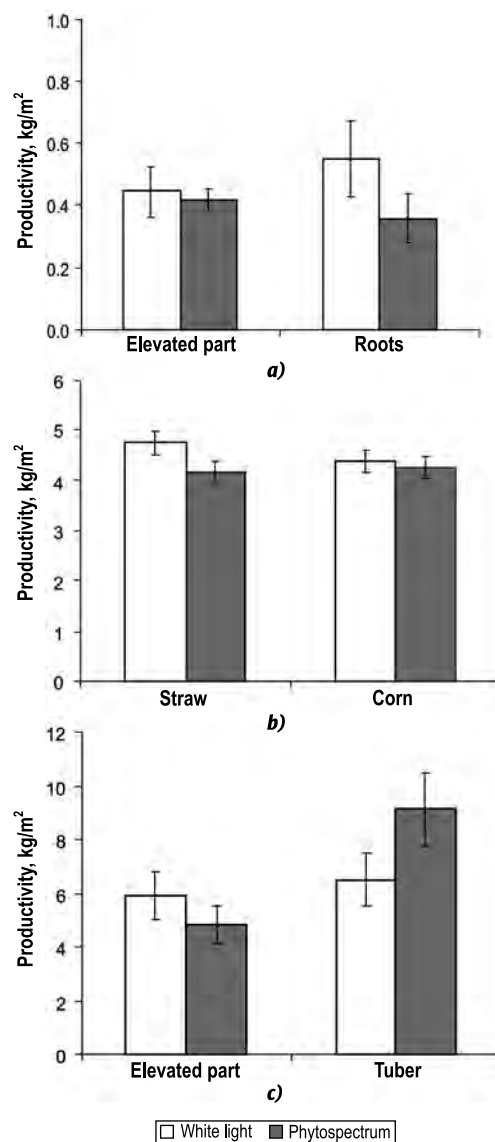 Productivity, kg/m²
1.0
0.8
0.6
0.4
0.2
0.0
Elevated part Roots
a)
Productivity, kg/m²
6
5
4
3
2
1
0
Straw Corn
b)
Productivity, kg/m²
12
10
8
6
4
2
0
Elevated part Tuber
c)
White light Phytospectrum